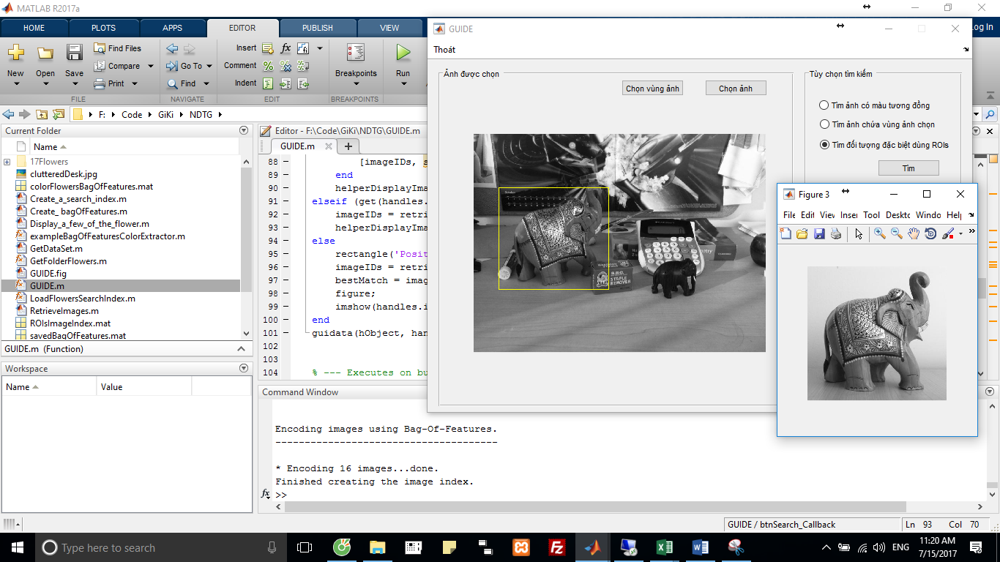 MATLAB R2017a
HOME PLOTS APPS EDITOR PUBLISH VIEW
Log In
New Open Save
Find Files
Compare
Print
FILE
Go To
Find
NAVIGATE
Insert
Comment
Indent
EDIT
Breakpoints
BREAKPOINTS
Run
F: Code GiKi NDTG
Current Folder
Name
17Flowers
clutteredDesk.jpg
colorFlowersBagOfFeatures.mat
Create_a_search_index.m
Create_ bagOfFeatures.m
Display_a_few_of_the_flower.m
exampleBagOfFeaturesColorExtractor.m
GetDataSet.m
GetFolderFlowers.m
GUIDE.fig
GUIDE.m
LoadFlowersSearchIndex.m
RetrieveImages.m
ROIsImageIndex.mat
savedBagOfFeatures.mat
GUIDE.m (Function)
Workspace
Name Value
Editor - F:\Code\GiKi\NDTG\GUIDE.m
GUIDE.m
88 [imageIDs, s
89 end
90 helperDisplayIma
91 elseif (get(handles.
92 imageIDs = retri
93 helperDisplayIma
94 else
95 rectangle('Posit
96 imageIDs = retri
97 bestMatch = imag
98 figure;
99 imshow(handles.i
100 end
101 guidata(hObject, han
102
103
104 % --- Executes on bu
Command Window
Encoding images using Bag-Of-Features.
--------------------------------------
* Encoding 16 images...done.
Finished creating the image index.
>>
GUIDE
Thoát
Ảnh được chọn
Chọn vùng ảnh
Chọn ảnh
STAPLE
REMOVER
Tùy chọn tìm kiếm
Tìm ảnh có màu tương đồng
Tìm ảnh chứa vùng ảnh chọn
Tìm đối tượng đặc biệt dùng ROIs
Tìm
Figure 3
File Edit View Inser Tool Deskto Windo Help
GUIDE / btnSearch_Callback
Ln 93 Col 70
Type here to search
ENG
11:20 AM
7/15/2017